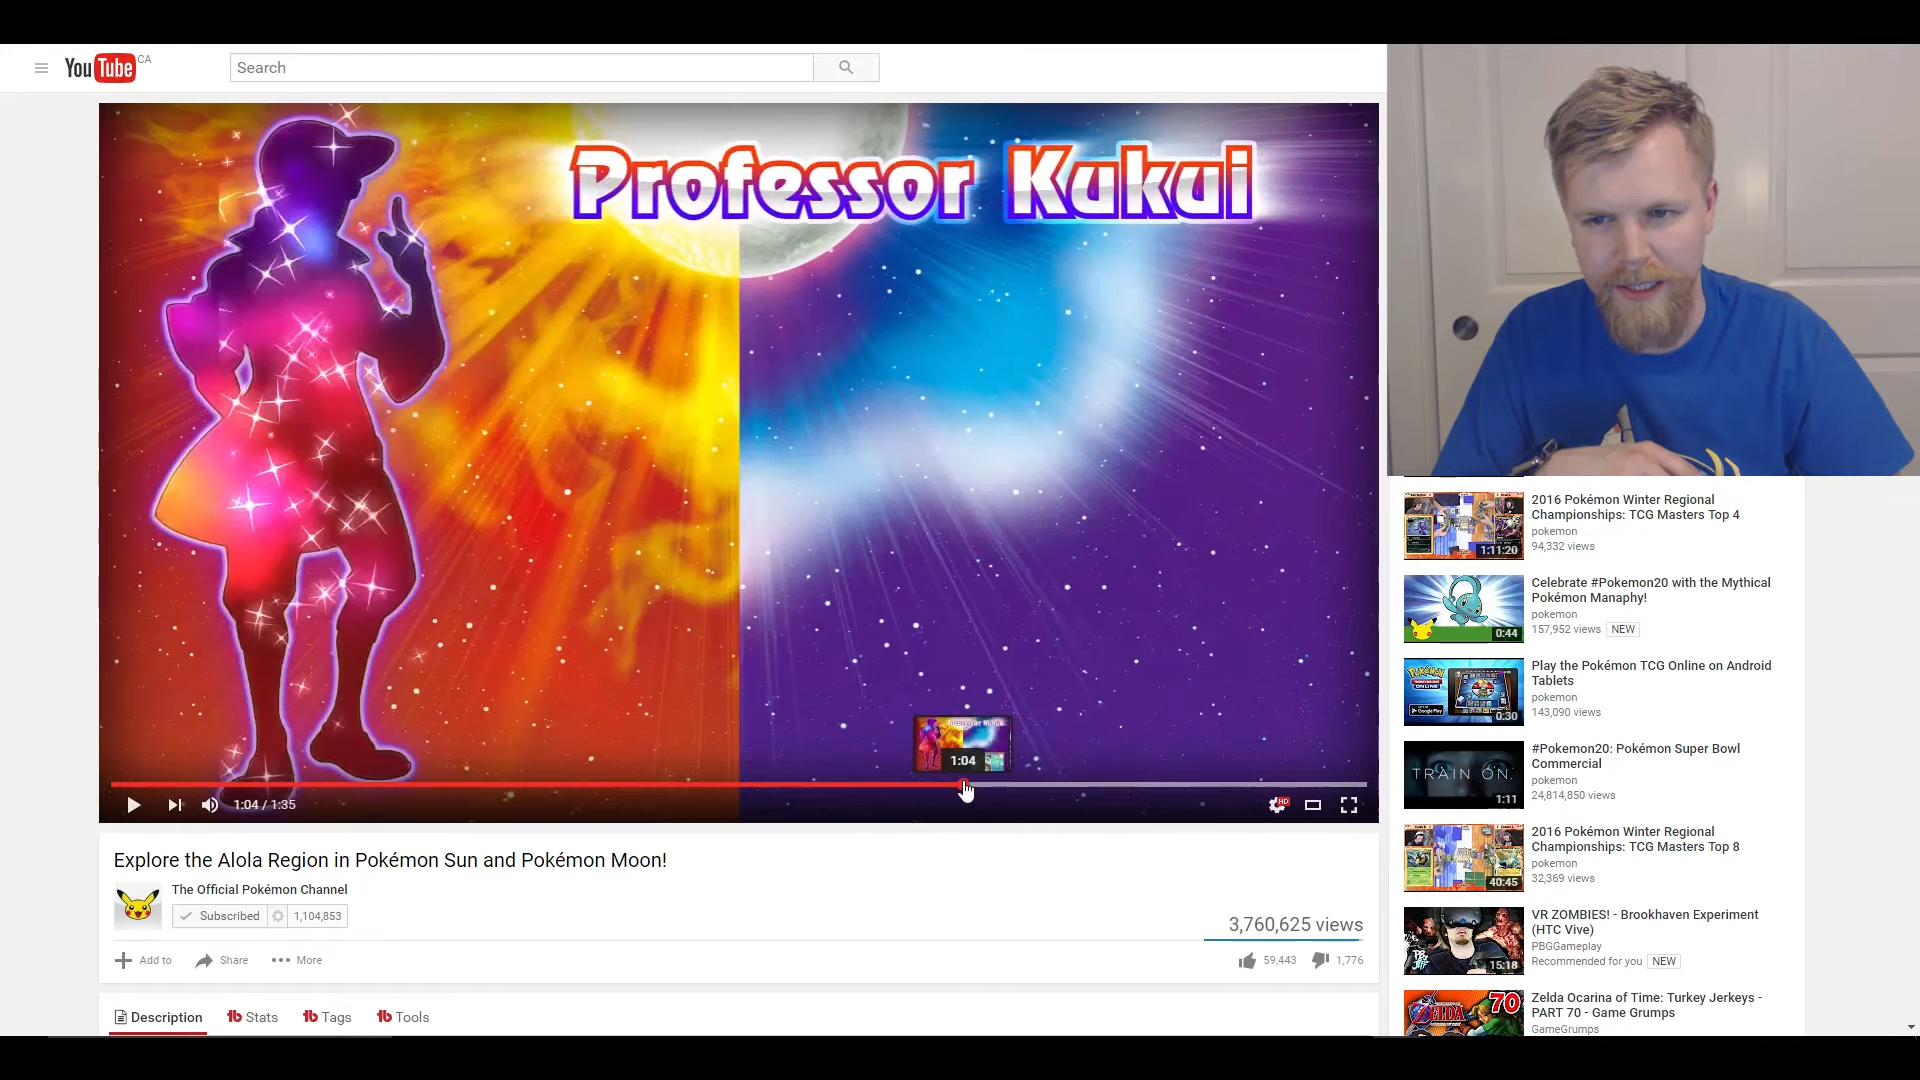 YouTube CA
Search
Professor Kukui
1:04
1:04 / 1:35
HD
Explore the Alola Region in Pokémon Sun and Pokémon Moon!
The Official Pokémon Channel
Subscribed 1,104,853
3,760,625 views
Add to Share More
59,443 1,776
Description Stats Tags Tools
2016 Pokémon Winter Regional
Championships: TCG Masters Top 4
pokemon
94,332 views
1:11:20
Celebrate #Pokemon20 with the Mythical
Pokémon Manaphy!
pokemon
157,952 views NEW
0:44
Play the Pokémon TCG Online on Android
Tablets
pokemon
143,090 views
0:30
#Pokemon20: Pokémon Super Bowl
Commercial
pokemon
24,814,850 views
TRAIN ON.
1:11
2016 Pokémon Winter Regional
Championships: TCG Masters Top 8
pokemon
32,369 views
40:45
VR ZOMBIES! - Brookhaven Experiment
(HTC Vive)
PBGGameplay
Recommended for you NEW
15:18
Zelda Ocarina of Time: Turkey Jerkeys -
PART 70 - Game Grumps
GameGrumps
70
ZELDA